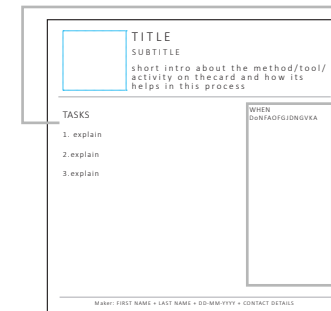 TITLE
SUBTITLE
short intro about the method/tool/
activity on thecard and how its
helps in this process
TASKS
1. explain
2.explain
3.explain
WHEN
DoNFAOFGJDNGVKA
Maker: FIRST NAME + LAST NAME + DD-MM-YYYY + CONTACT DETAILS